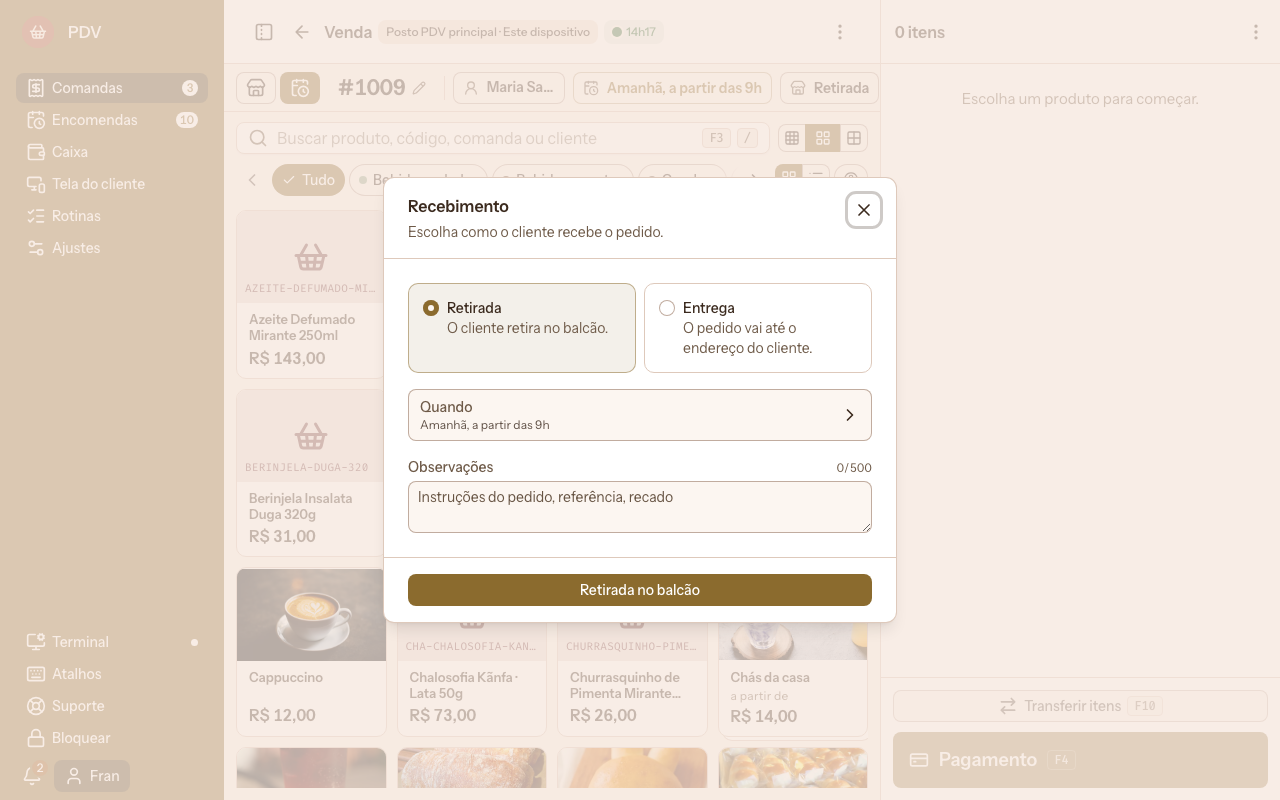 PDV
Comandas 3
Encomendas 10
Caixa
Tela do cliente
Rotinas
Ajustes
Terminal
Atalhos
Suporte
Bloquear
2 Fran
Venda
Posto PDV principal · Este dispositivo
14h17
#1009
Maria Sa...
Amanhã, a partir das 9h
Retirada
Buscar produto, código, comanda ou cliente
F3 /
Tudo
0 itens
Escolha um produto para começar.
Recebimento
Escolha como o cliente recebe o pedido.
Retirada
O cliente retira no balcão.
Entrega
O pedido vai até o
endereço do cliente.
Quando
Amanhã, a partir das 9h
Observações 0/500
Instruções do pedido, referência, recado
Retirada no balcão
AZEITE-DEFUMADO-MI...
Azeite Defumado
Mirante 250ml
R$ 143,00
BERINJELA-DUGA-320
Berinjela Insalata
Duga 320g
R$ 31,00
Cappuccino
R$ 12,00
CHA-CHALOSOFIA-KAN...
Chalosofia Kãnfa ·
Lata 50g
R$ 73,00
CHURRASQUINHO-PIME...
Churrasquinho de
Pimenta Mirante...
R$ 26,00
Chás da casa
a partir de
R$ 14,00
Transferir itens F10
Pagamento F4